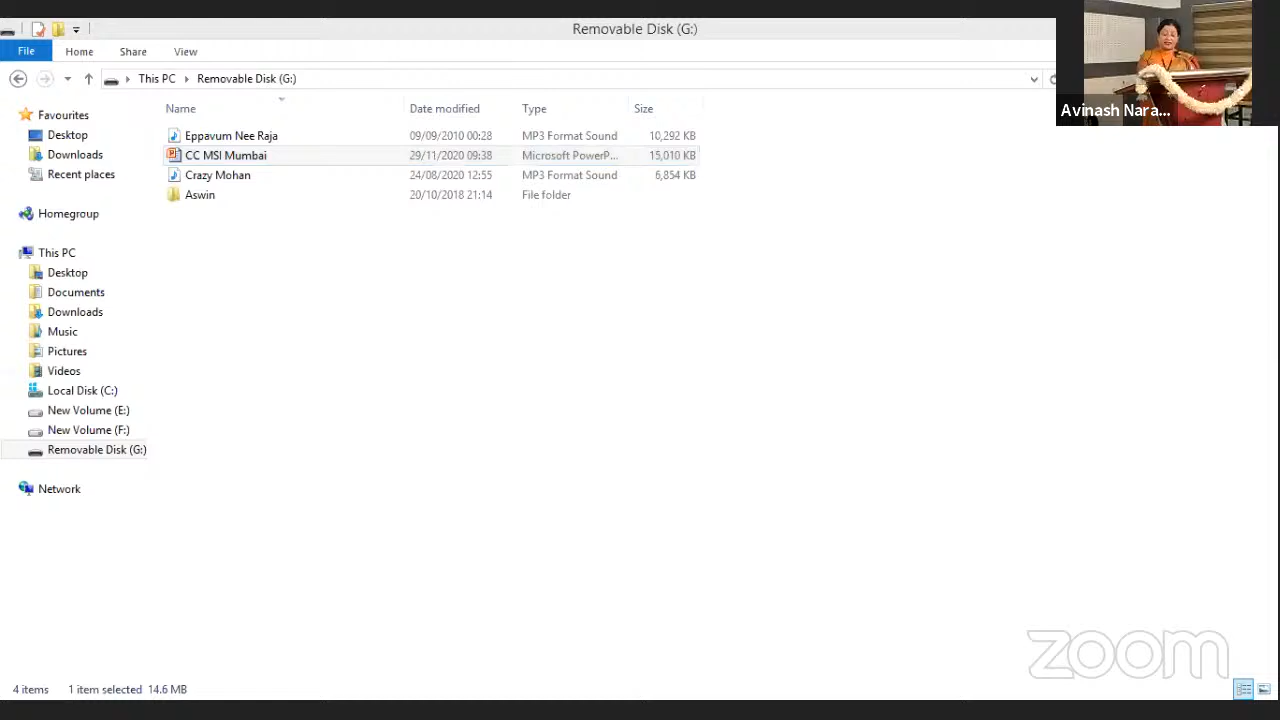 Removable Disk (G:)
File Home Share View
This PC Removable Disk (G:)
Avinash Nara...
Name Date modified Type Size
Favourites
Desktop
Downloads
Recent places
Homegroup
This PC
Desktop
Documents
Downloads
Music
Pictures
Videos
Local Disk (C:)
New Volume (E:)
New Volume (F:)
Removable Disk (G:)
Network
Eppavum Nee Raja 09/09/2010 00:28 MP3 Format Sound 10,292 KB
CC MSI Mumbai 29/11/2020 09:38 Microsoft PowerP... 15,010 KB
Crazy Mohan 24/08/2020 12:55 MP3 Format Sound 6,854 KB
Aswin 20/10/2018 21:14 File folder
zoom
4 items 1 item selected 14.6 MB